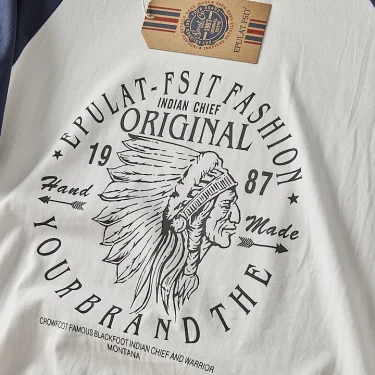 EPULAT FSIT
EPULAT-FSIT FASHION
INDIAN CHIEF
ORIGINAL
19 87
Hand Made
YOURBRAND THE
CROWFOOT FAMOUS BLACKFOOT INDIAN CHIEF AND WARRIOR
MONTANIA